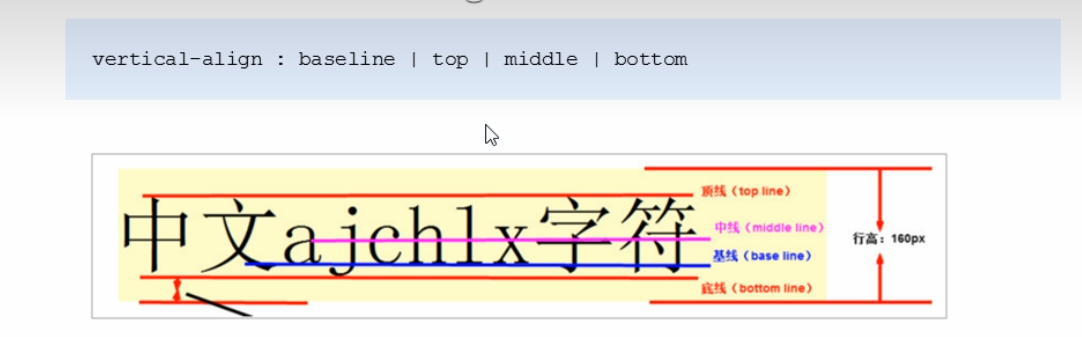 vertical-align : baseline | top | middle | bottom
中文ajchlx字符
顶线（top line）
中线（middle line）
基线（base line）
底线（bottom line）
行高：160px